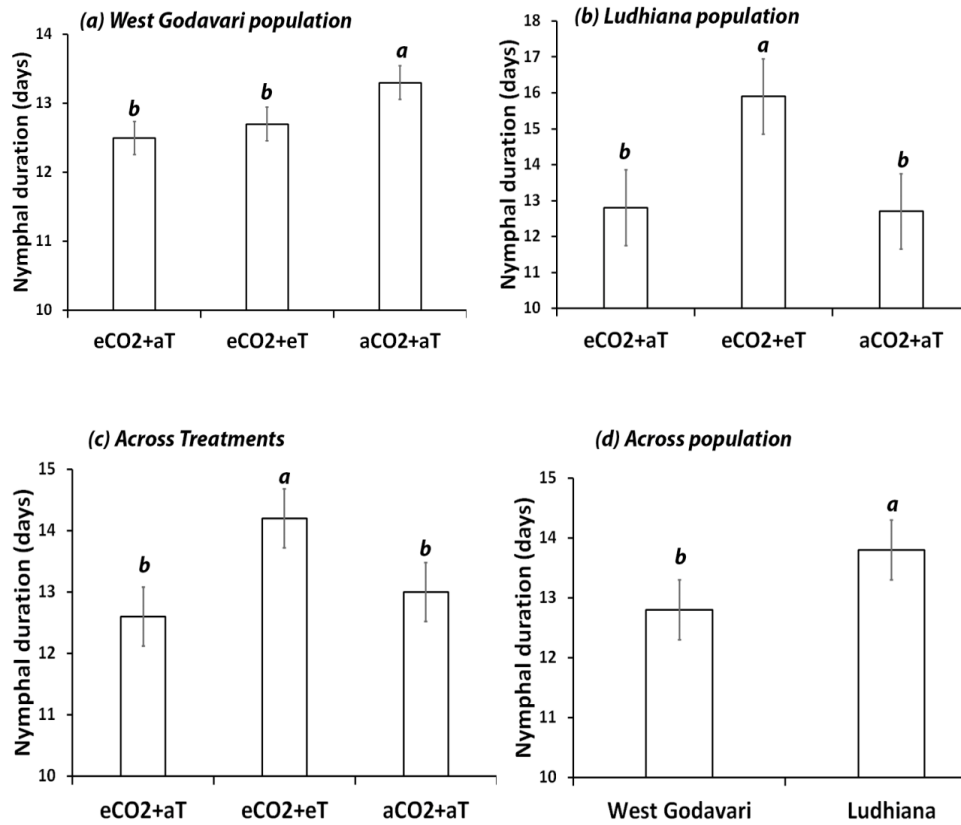 (a) West Godavari population
Nymphal duration (days)
14
13
12
11
10
b
b
a
eCO2+aT
eCO2+eT
aCO2+aT
(b) Ludhiana population
Nymphal duration (days)
18
17
16
15
14
13
12
11
10
b
a
b
eCO2+aT
eCO2+eT
aCO2+aT
(c) Across Treatments
Nymphal duration (days)
15
14
13
12
11
10
b
a
b
eCO2+aT
eCO2+eT
aCO2+aT
(d) Across population
Nymphal duration (days)
15
14
13
12
11
10
b
a
West Godavari
Ludhiana